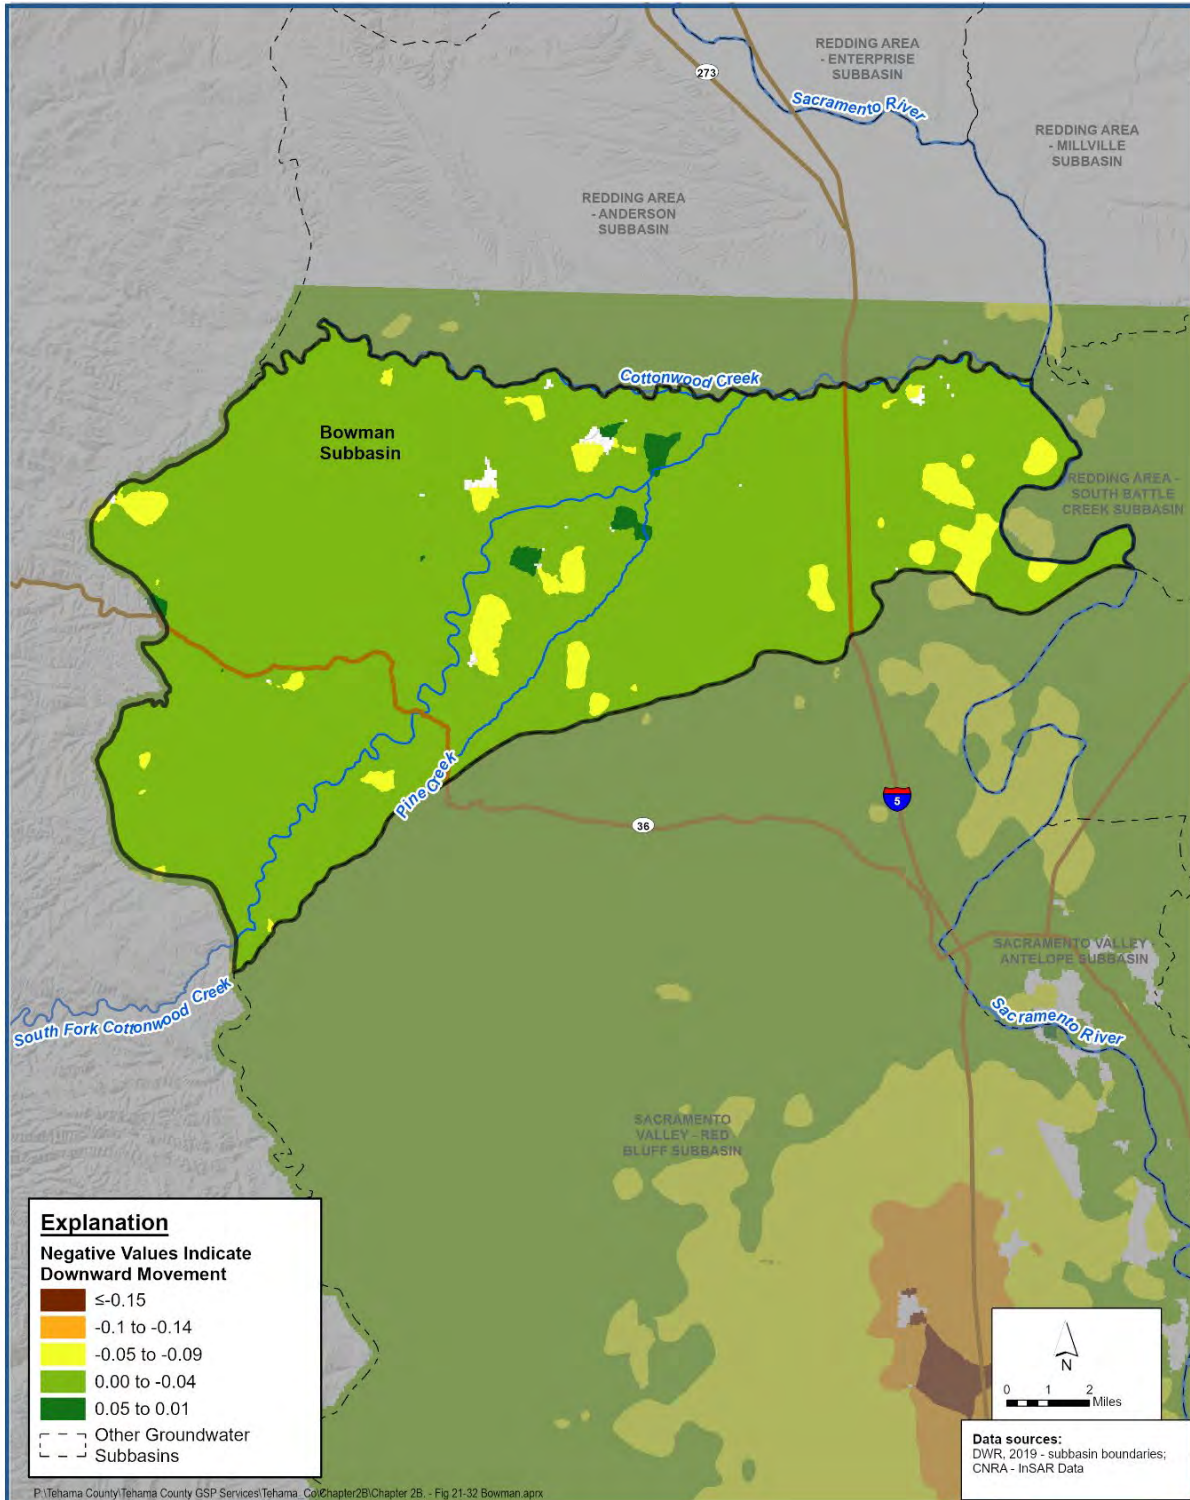 REDDING AREA
- ENTERPRISE
SUBBASIN
273
Sacramento River
REDDING AREA
- MILLVILLE
SUBBASIN
REDDING AREA
- ANDERSON
SUBBASIN
Cottonwood Creek
Bowman
Subbasin
REDDING AREA -
SOUTH BATTLE
CREEK SUBBASIN
Pine Creek
5
36
SACRAMENTO VALLEY -
ANTELOPE SUBBASIN
South Fork Cottonwood Creek
Sacramento River
SACRAMENTO
VALLEY - RED
BLUFF SUBBASIN
Explanation
Negative Values Indicate
Downward Movement
≤-0.15
-0.1 to -0.14
-0.05 to -0.09
0.00 to -0.04
0.05 to 0.01
Other Groundwater
Subbasins
N
0 1 2
Miles
Data sources:
DWR, 2019 - subbasin boundaries;
CNRA - InSAR Data
P:\Tehama County\Tehama County GSP Services\Tehama_Co\Chapter2B\Chapter 2B. - Fig 21-32 Bowman.aprx